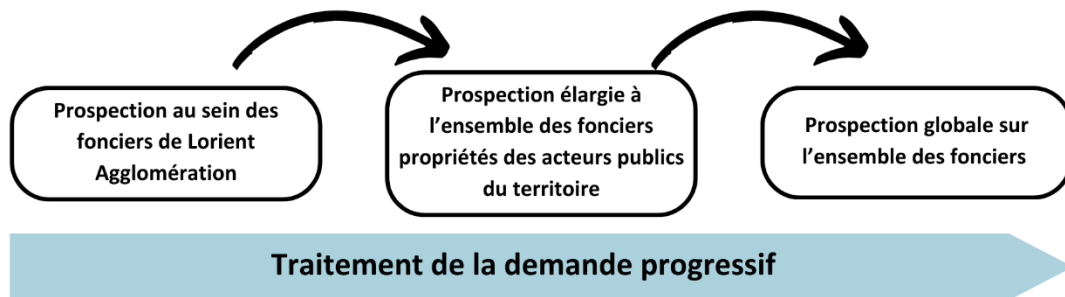 Prospection au sein des
fonciers de Lorient
Agglomération
Prospection élargie à
l’ensemble des fonciers
propriétés des acteurs publics
du territoire
Prospection globale sur
l’ensemble des fonciers
Traitement de la demande progressif